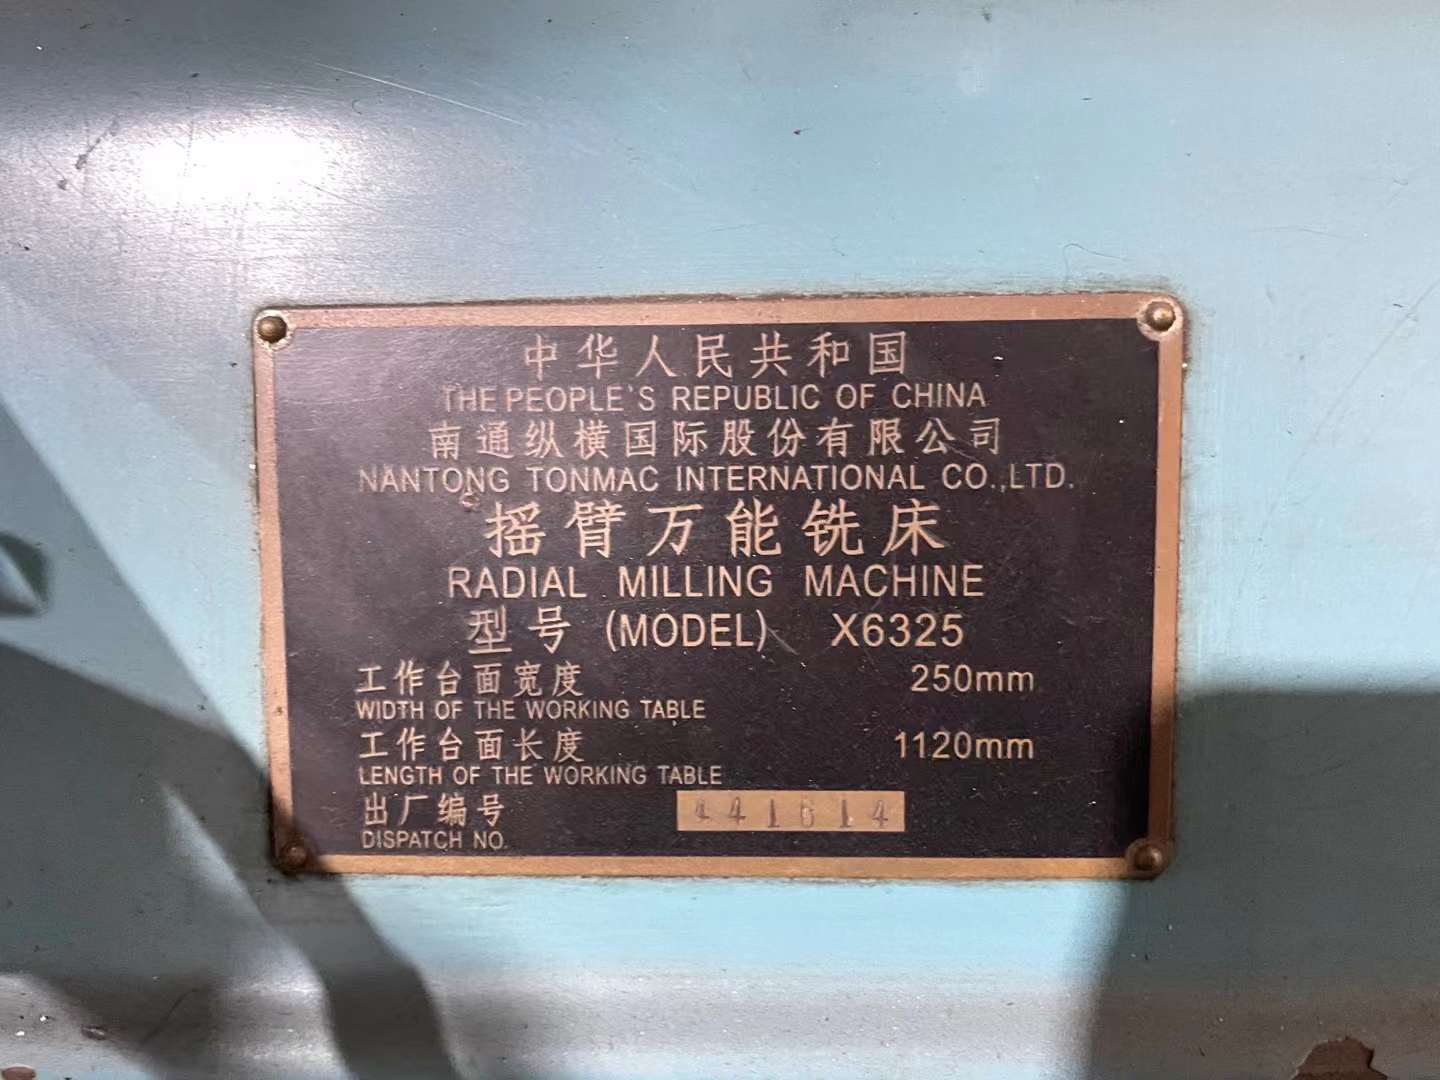 中华人民共和国
THE PEOPLE'S REPUBLIC OF CHINA
南通纵横国际股份有限公司
NANTONG TONMAC INTERNATIONAL CO.,LTD.
摇臂万能铣床
RADIAL MILLING MACHINE
型号 (MODEL) X6325
工作台面宽度 250mm
WIDTH OF THE WORKING TABLE
工作台面长度 1120mm
LENGTH OF THE WORKING TABLE
出厂编号 441614
DISPATCH NO.